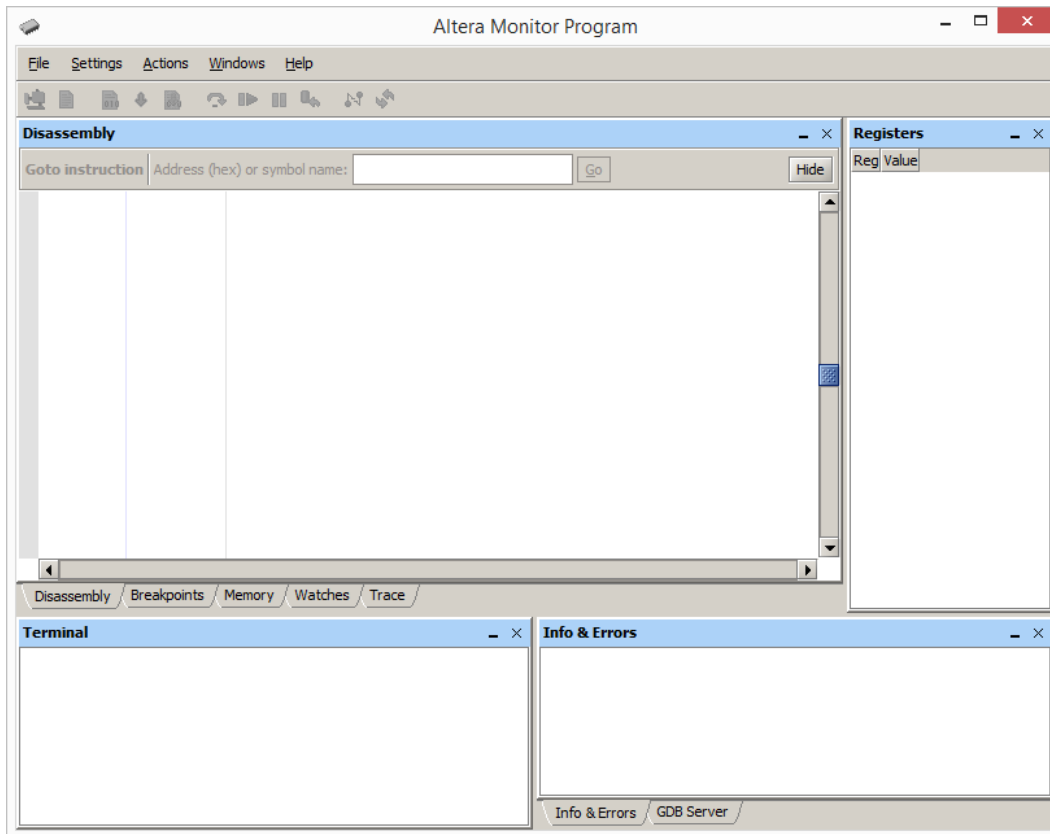 Altera Monitor Program
File Settings Actions Windows Help
Disassembly
Goto instruction Address (hex) or symbol name: Go Hide
Disassembly Breakpoints Memory Watches Trace
Registers
Reg Value
Terminal
Info & Errors
Info & Errors GDB Server